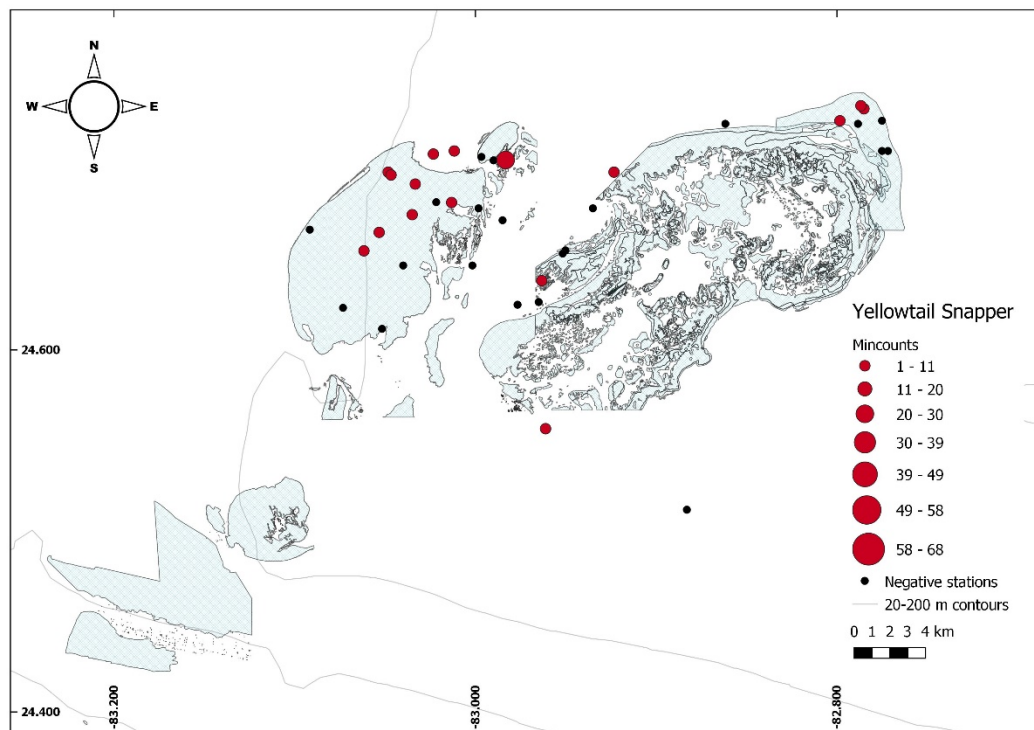 N
W E
S
Yellowtail Snapper
Mincounts
1 - 11
11 - 20
20 - 30
30 - 39
39 - 49
49 - 58
58 - 68
Negative stations
20-200 m contours
0 1 2 3 4 km
24.600
24.400
-83.200
-83.000
-82.800